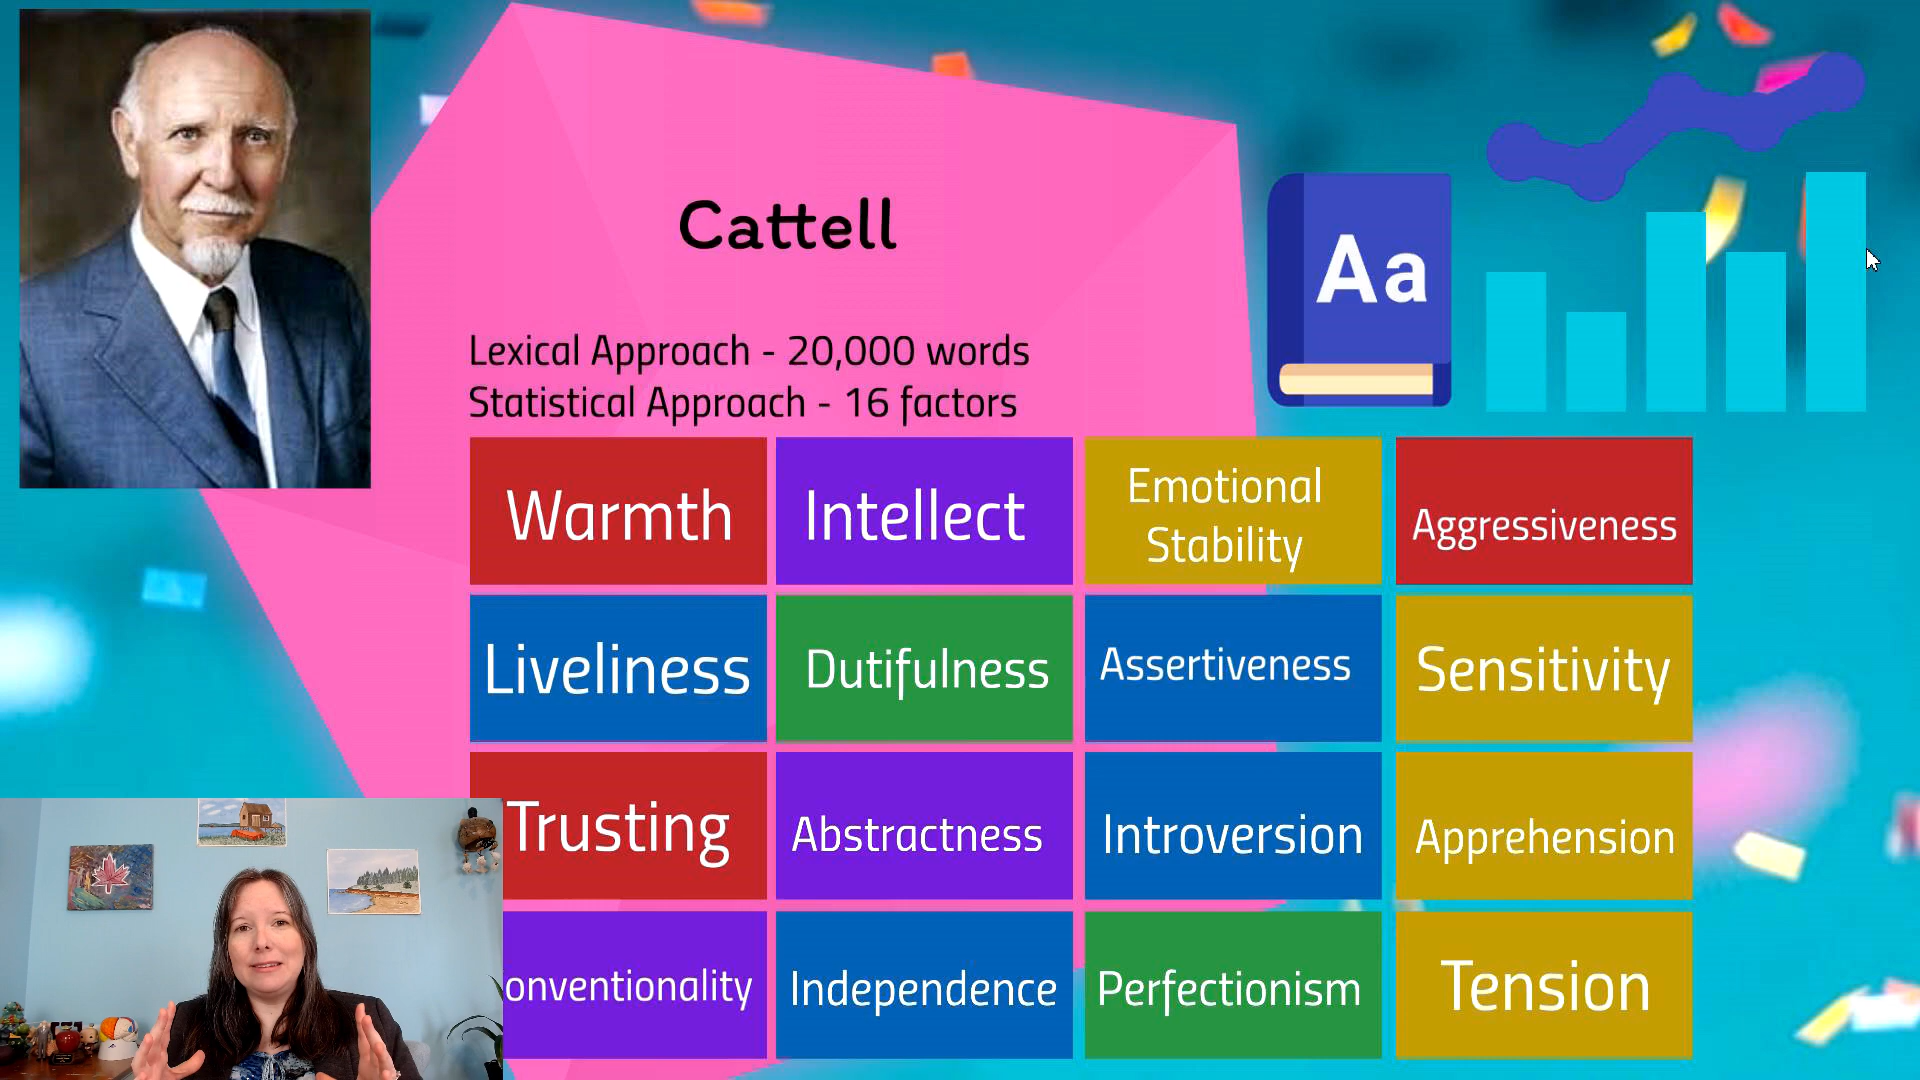 Cattell
Aa
Lexical Approach - 20,000 words
Statistical Approach - 16 factors
Warmth
Intellect
Emotional
Stability
Aggressiveness
Liveliness
Dutifulness
Assertiveness
Sensitivity
Trusting
Abstractness
Introversion
Apprehension
onventionality
Independence
Perfectionism
Tension